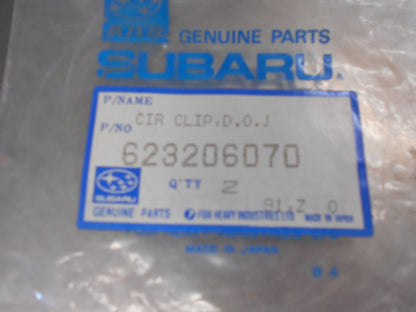 GENUINE PARTS
SUBARU®
P/NAME
CIR CLIP,D.O.J
P/NO
623206070
Q'TY 2
SUBARU
91.Z 0
GENUINE PARTS FUJI HEAVY INDUSTRIES LTD MADE IN JAPAN
MADE IN JAPAN
84